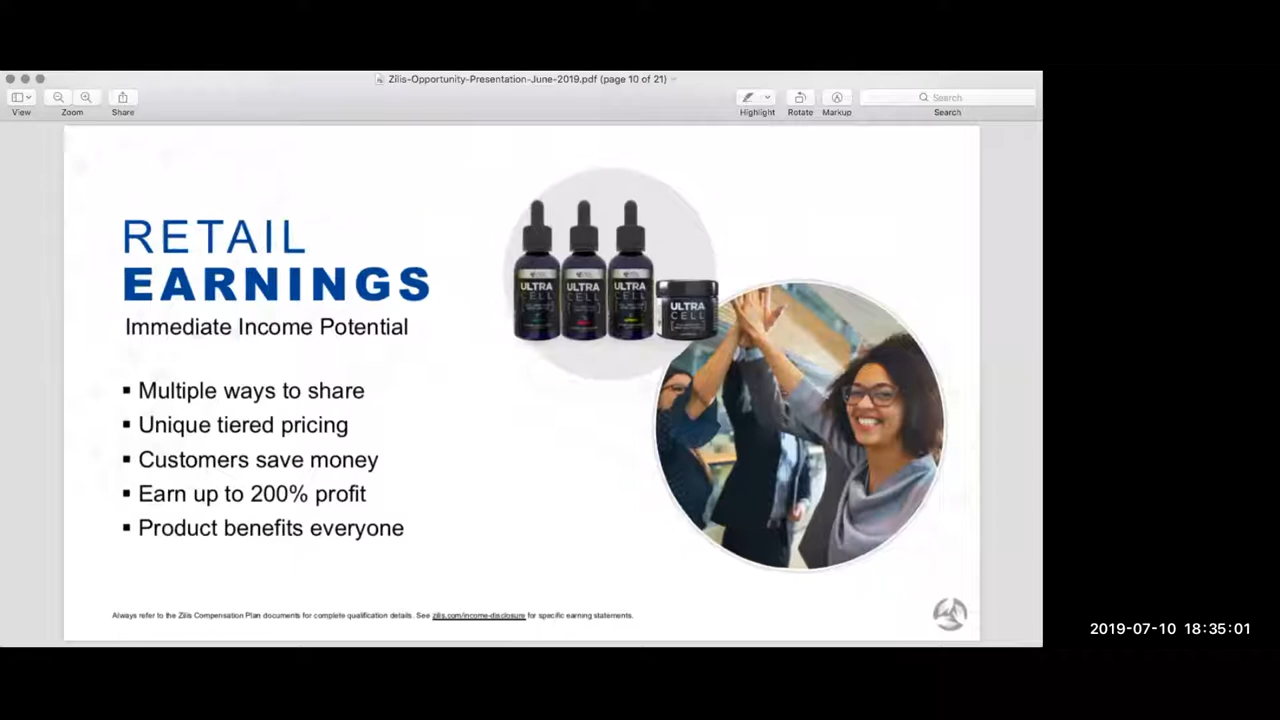 Zilis-Opportunity-Presentation-June-2019.pdf (page 10 of 21)
View
Zoom
Share
Highlight
Rotate
Markup
Search
Search
RETAIL
EARNINGS
Immediate Income Potential
▪ Multiple ways to share
▪ Unique tiered pricing
▪ Customers save money
▪ Earn up to 200% profit
▪ Product benefits everyone
ULTRA
CELL
ULTRA
CELL
ULTRA
CELL
ULTRA
CELL
Always refer to the Zilis Compensation Plan documents for complete qualification details. See zilis.com/income-disclosure for specific earning statements.
2019-07-10 18:35:01